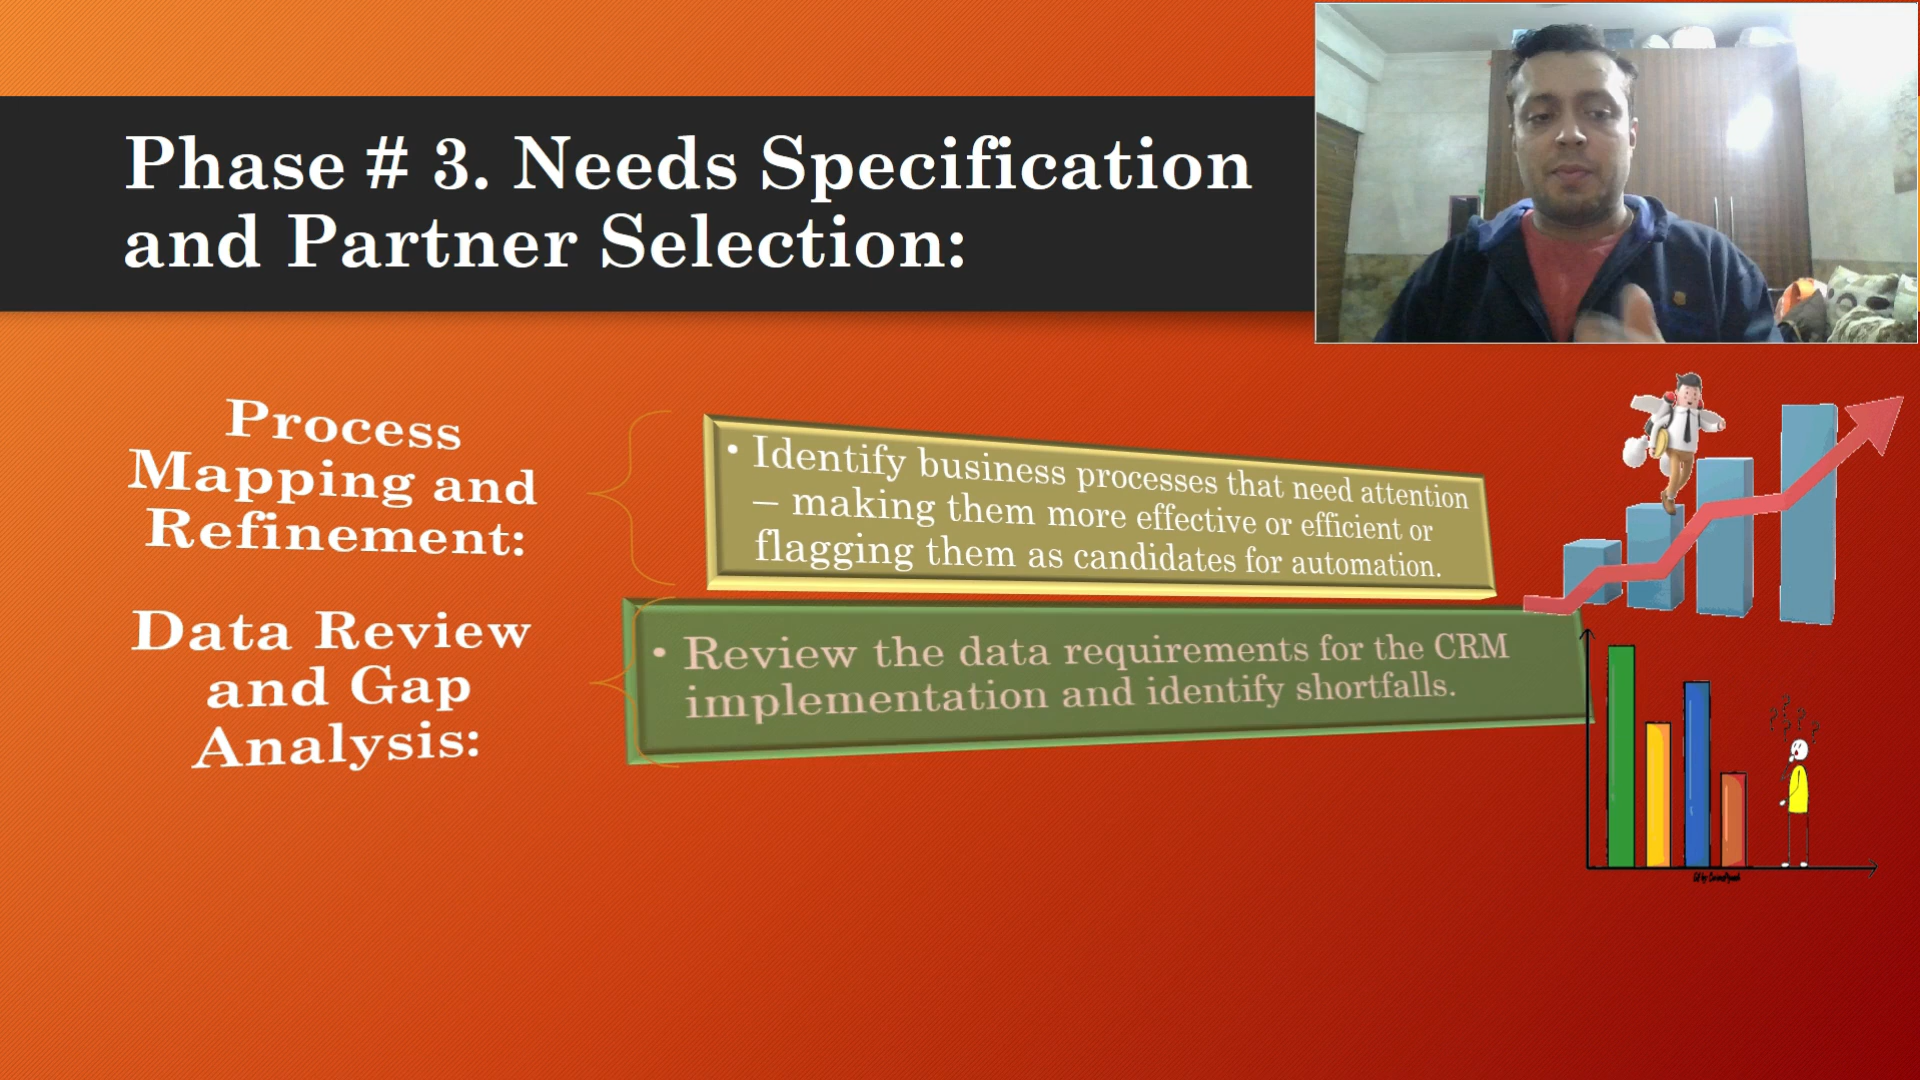 Phase # 3. Needs Specification
and Partner Selection:
Process
Mapping and
Refinement:
• Identify business processes that need attention
– making them more effective or efficient or
flagging them as candidates for automation.
Data Review
and Gap
Analysis:
• Review the data requirements for the CRM
implementation and identify shortfalls.
? ? ? ?